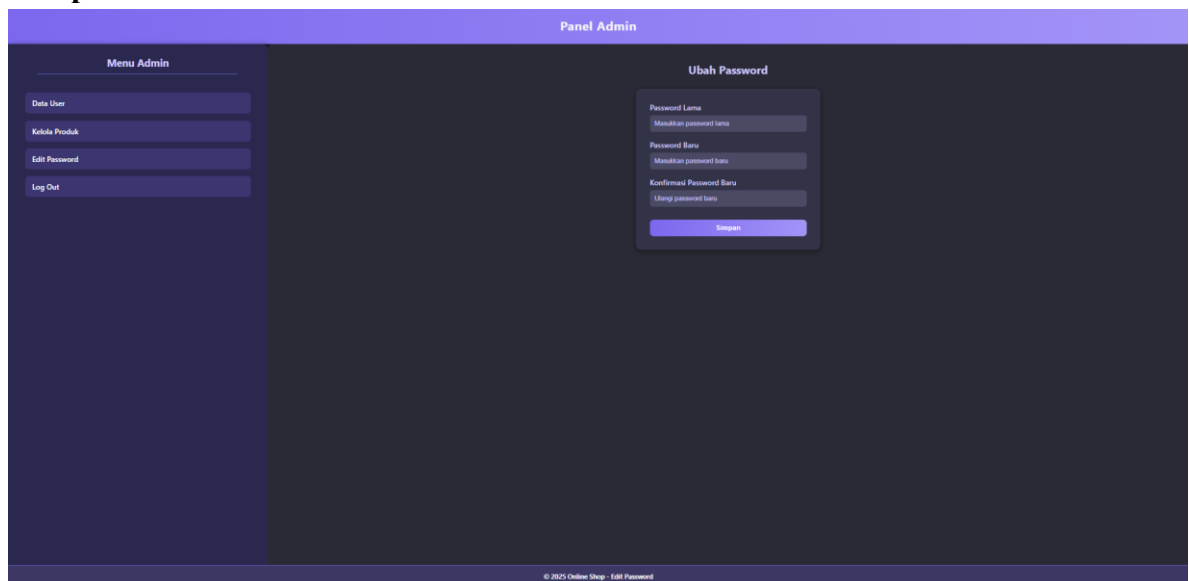 Panel Admin
Menu Admin
Data User
Kelola Produk
Edit Password
Log Out
Ubah Password
Password Lama
Masukkan password lama
Password Baru
Masukkan password baru
Konfirmasi Password Baru
Ulangi password baru
Simpan
© 2025 Online Shop - Edit Password